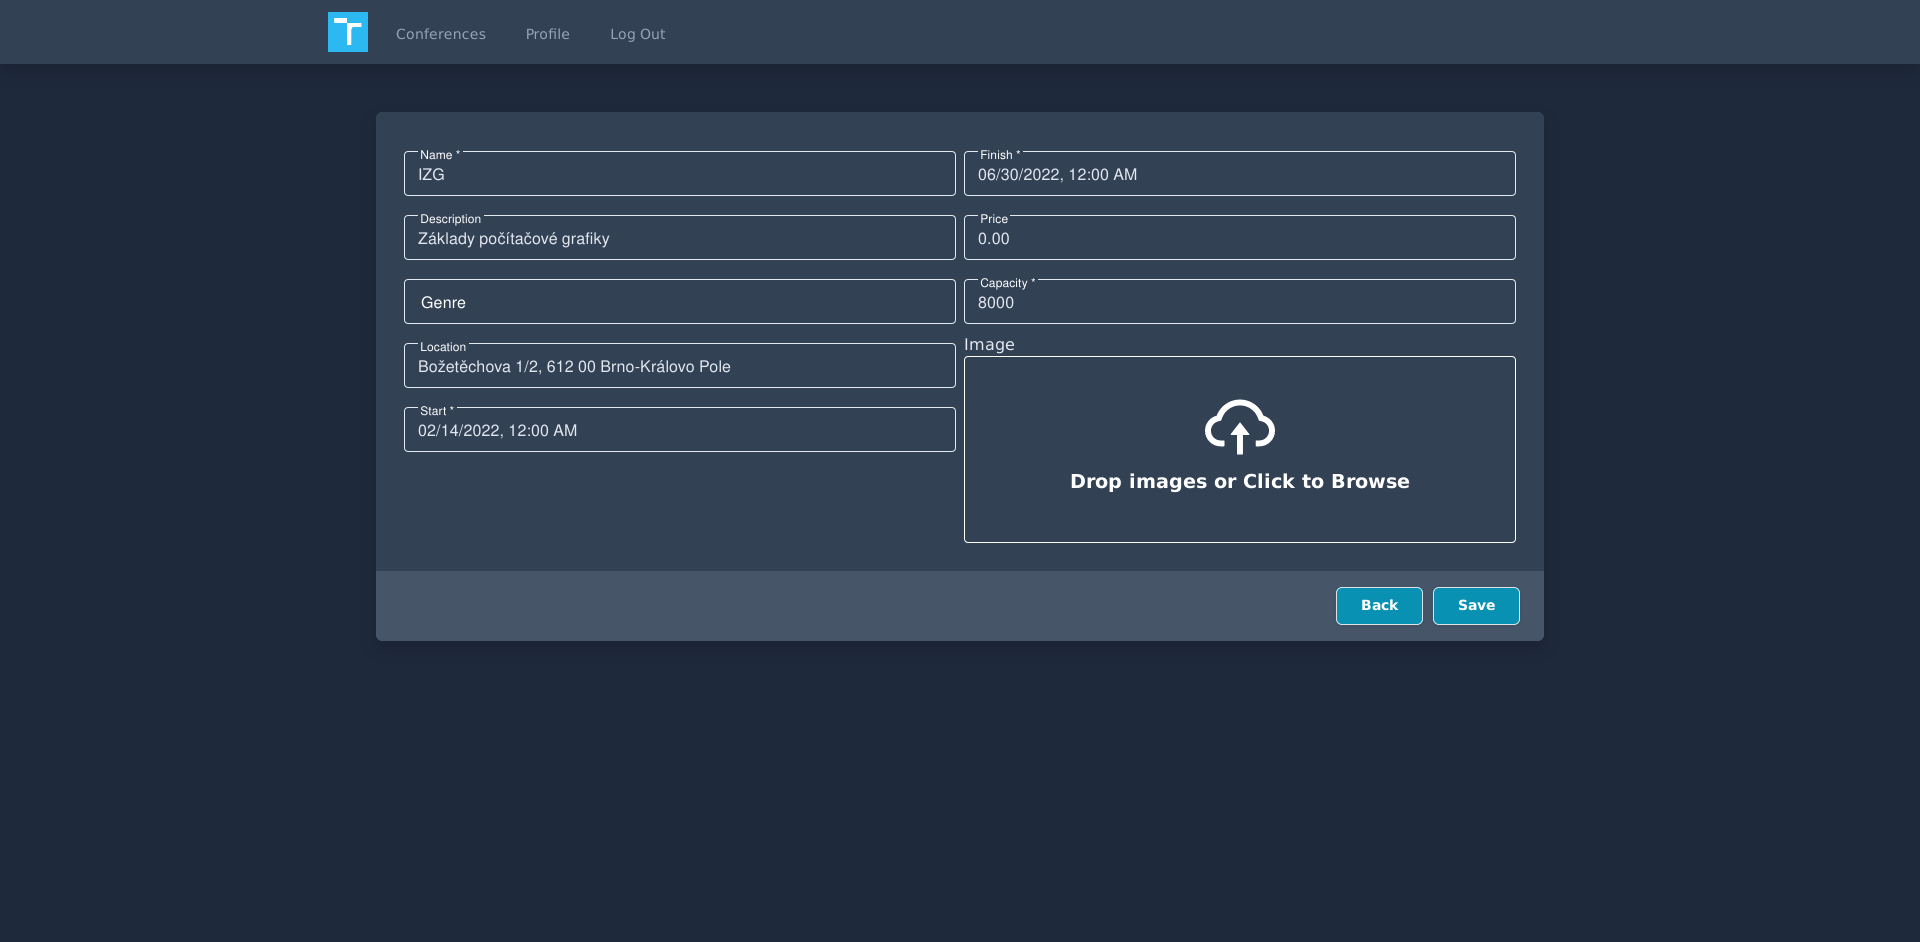 Conferences Profile Log Out
Name *
IZG
Description
Základy počítačové grafiky
Genre
Location
Božetěchova 1/2, 612 00 Brno-Královo Pole
Start *
02/14/2022, 12:00 AM
Finish *
06/30/2022, 12:00 AM
Price
0.00
Capacity *
8000
Image
Drop images or Click to Browse
Back Save